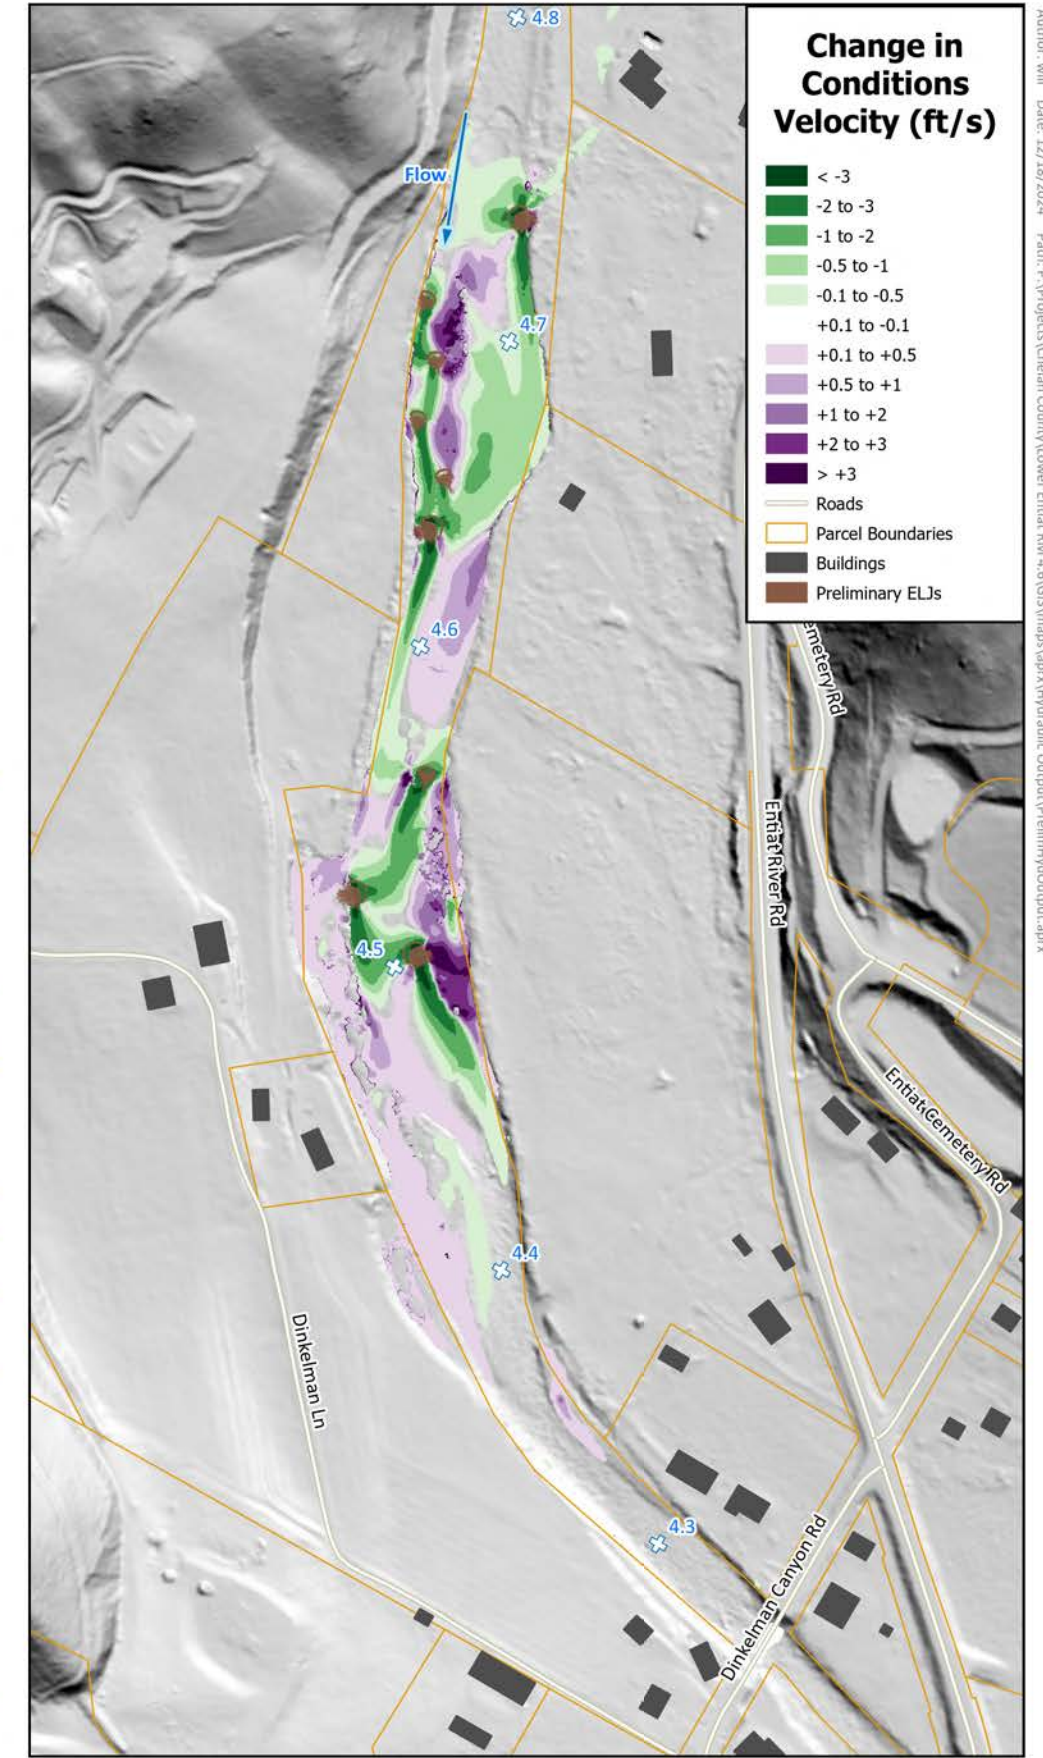 Change in
Conditions
Velocity (ft/s)
< -3
-2 to -3
-1 to -2
-0.5 to -1
-0.1 to -0.5
+0.1 to -0.1
+0.1 to +0.5
+0.5 to +1
+1 to +2
+2 to +3
> +3
Roads
Parcel Boundaries
Buildings
Preliminary ELJs
4.8
Flow
4.7
4.6
4.5
4.4
4.3
emetery Rd
Entiat River Rd
Entiat Cemetery Rd
Dinkelman Ln
Dinkelman Canyon Rd